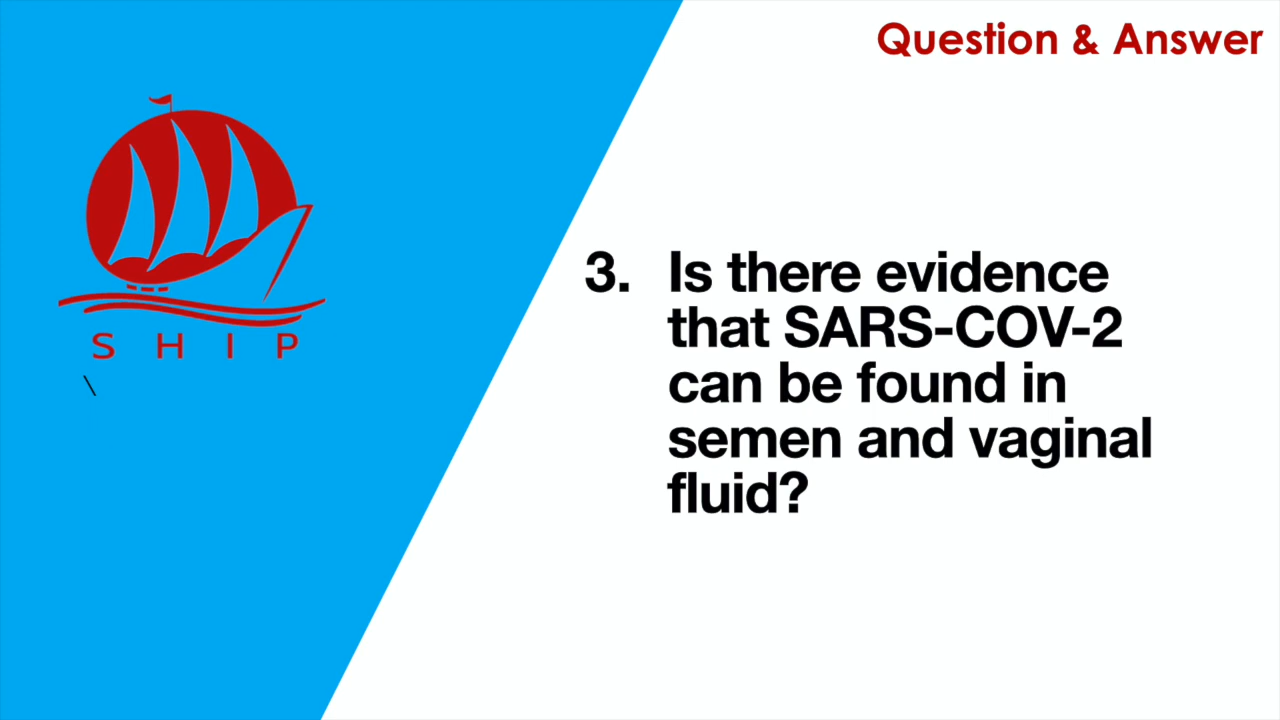 Question & Answer
S H I P
\
3. Is there evidence
that SARS-COV-2
can be found in
semen and vaginal
fluid?